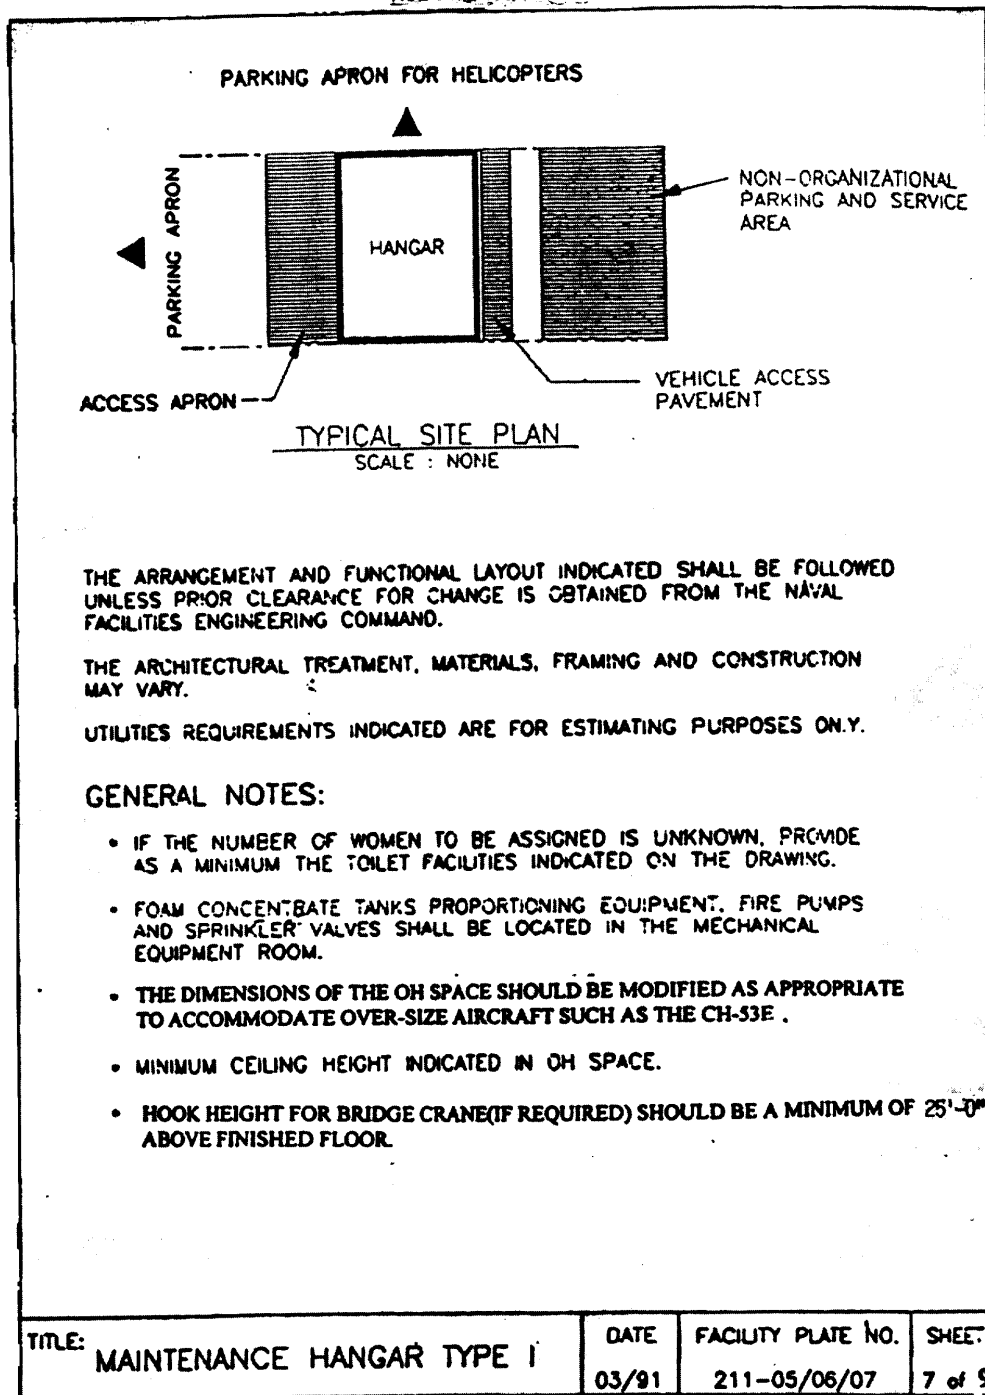 PARKING APRON FOR HELICOPTERS
PARKING APRON
HANGAR
NON-ORGANIZATIONAL
PARKING AND SERVICE
AREA
ACCESS APRON
VEHICLE ACCESS
PAVEMENT
TYPICAL SITE PLAN
SCALE : NONE
THE ARRANGEMENT AND FUNCTIONAL LAYOUT INDICATED SHALL BE FOLLOWED
UNLESS PRIOR CLEARANCE FOR CHANGE IS OBTAINED FROM THE NAVAL
FACILITIES ENGINEERING COMMAND.
THE ARCHITECTURAL TREATMENT, MATERIALS, FRAMING AND CONSTRUCTION
MAY VARY.
UTILITIES REQUIREMENTS INDICATED ARE FOR ESTIMATING PURPOSES ON.Y.
GENERAL NOTES:
• IF THE NUMBER OF WOMEN TO BE ASSIGNED IS UNKNOWN, PROVIDE
AS A MINIMUM THE TOILET FACILITIES INDICATED ON THE DRAWING.
• FOAM CONCENTRATE TANKS PROPORTIONING EQUIPMENT, FIRE PUMPS
AND SPRINKLER VALVES SHALL BE LOCATED IN THE MECHANICAL
EQUIPMENT ROOM.
• THE DIMENSIONS OF THE OH SPACE SHOULD BE MODIFIED AS APPROPRIATE
TO ACCOMMODATE OVER-SIZE AIRCRAFT SUCH AS THE CH-53E .
• MINIMUM CEILING HEIGHT INDICATED IN OH SPACE.
• HOOK HEIGHT FOR BRIDGE CRANE(IF REQUIRED) SHOULD BE A MINIMUM OF 25'-0"
ABOVE FINISHED FLOOR.
TITLE: MAINTENANCE HANGAR TYPE I
DATE
03/91
FACILITY PLATE NO.
211-05/06/07
SHEET
7 of 9